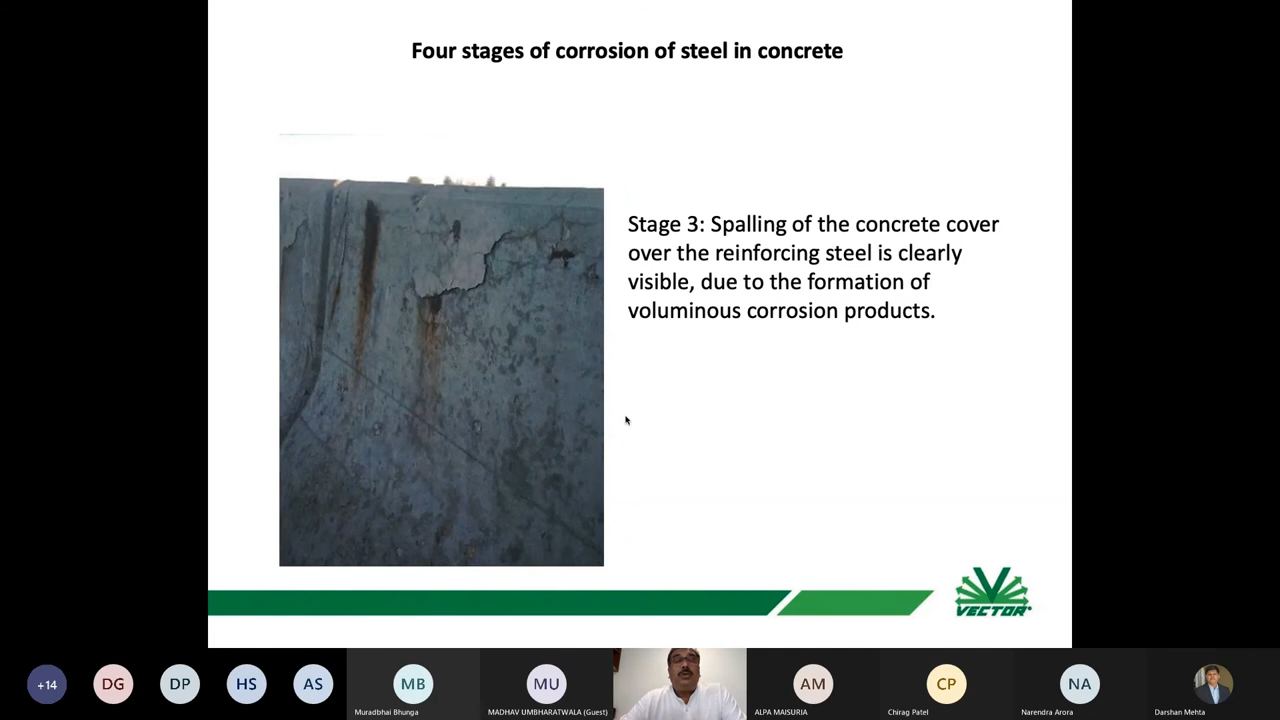 Four stages of corrosion of steel in concrete
Stage 3: Spalling of the concrete cover
over the reinforcing steel is clearly
visible, due to the formation of
voluminous corrosion products.
VECTOR
+14
DG
DP
HS
AS
MB
Muradbhai Bhunga
MU
MADHAV UMBHARATWALA (Guest)
AM
ALPA MAISURIA
CP
Chirag Patel
NA
Narendra Arora
Darshan Mehta